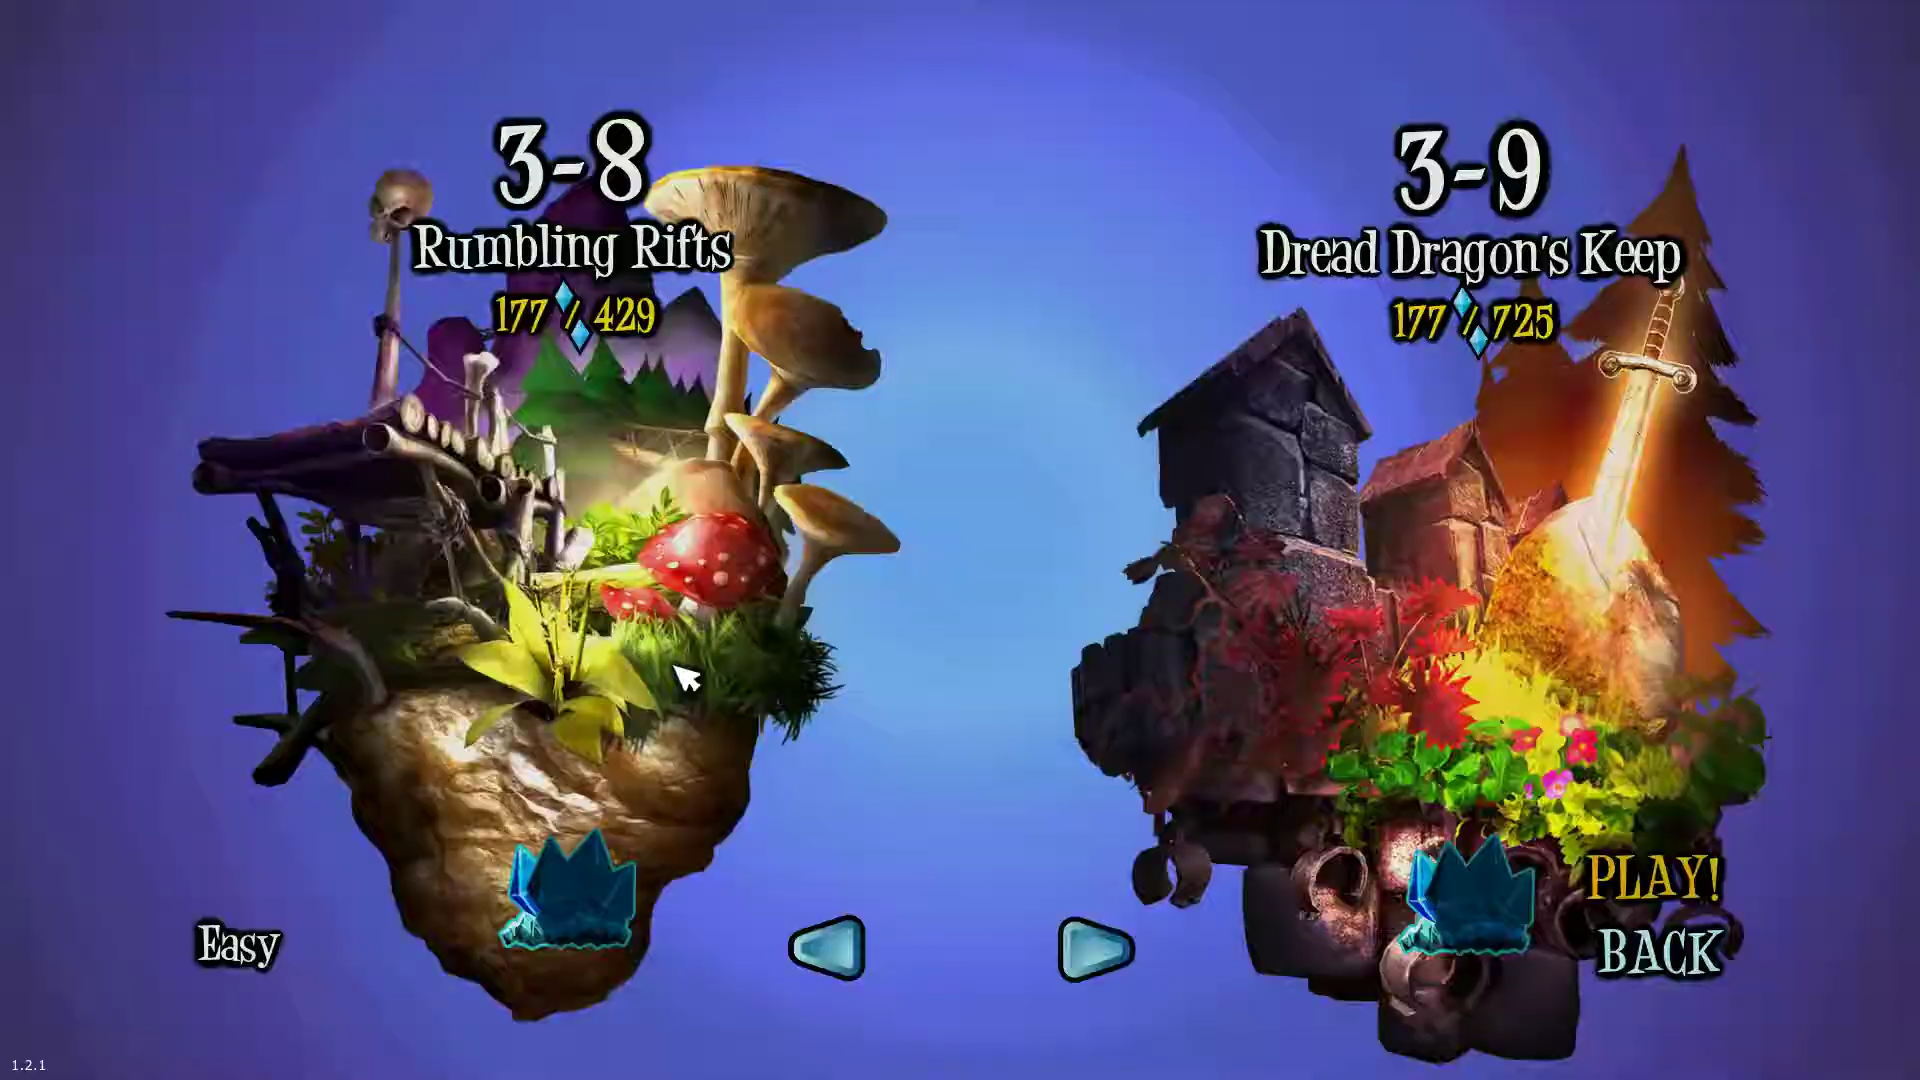 3-8
Rumbling Rifts
177 / 429
3-9
Dread Dragon's Keep
177 / 725
Easy
PLAY!
BACK
1.2.1